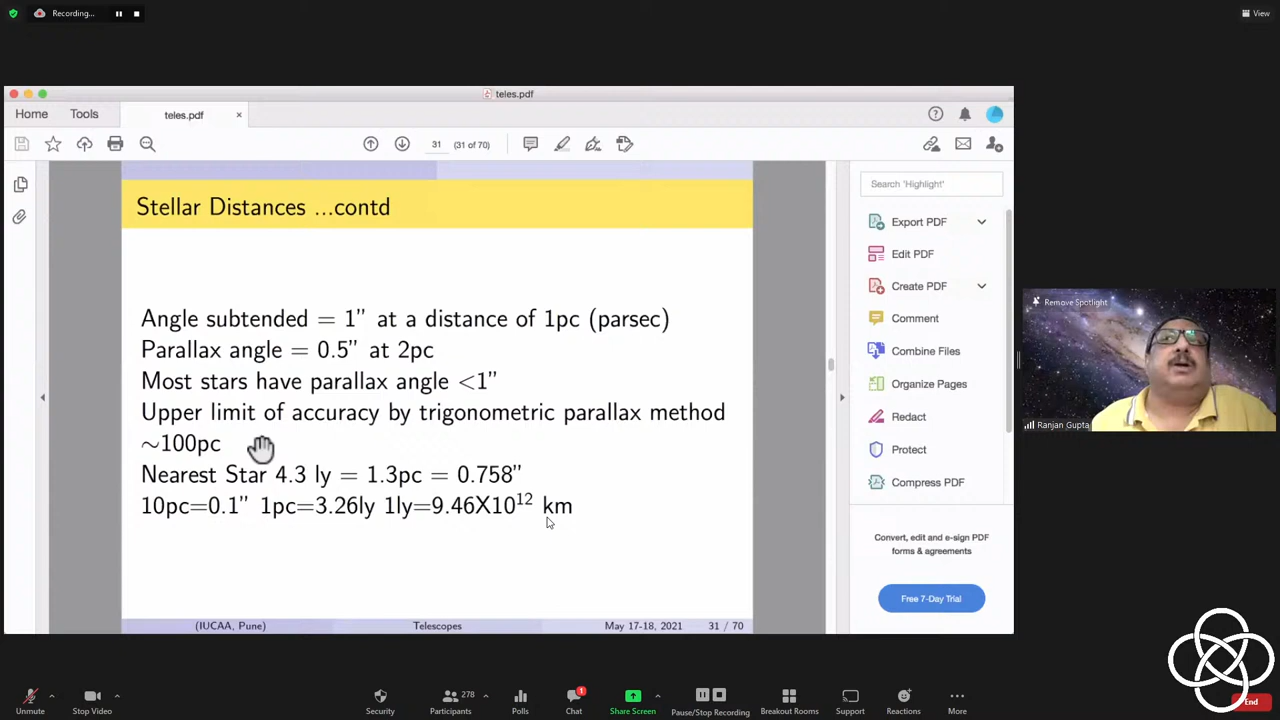 Recording...
View
teles.pdf
Home
Tools
teles.pdf
×
31
(31 of 70)
Search 'Highlight'
Stellar Distances ...contd
Angle subtended = 1" at a distance of 1pc (parsec)
Parallax angle = 0.5" at 2pc
Most stars have parallax angle <1"
Upper limit of accuracy by trigonometric parallax method
~100pc
Nearest Star 4.3 ly = 1.3pc = 0.758"
10pc=0.1" 1pc=3.26ly 1ly=9.46X10¹² km
(IUCAA, Pune)
Telescopes
May 17-18, 2021
31 / 70
Export PDF
Edit PDF
Create PDF
Comment
Combine Files
Organize Pages
Redact
Protect
Compress PDF
Convert, edit and e-sign PDF
forms & agreements
Free 7-Day Trial
Remove Spotlight
Ranjan Gupta
Unmute
Stop Video
Security
278
Participants
Polls
1
Chat
Share Screen
Pause/Stop Recording
Breakout Rooms
Support
Reactions
More
End